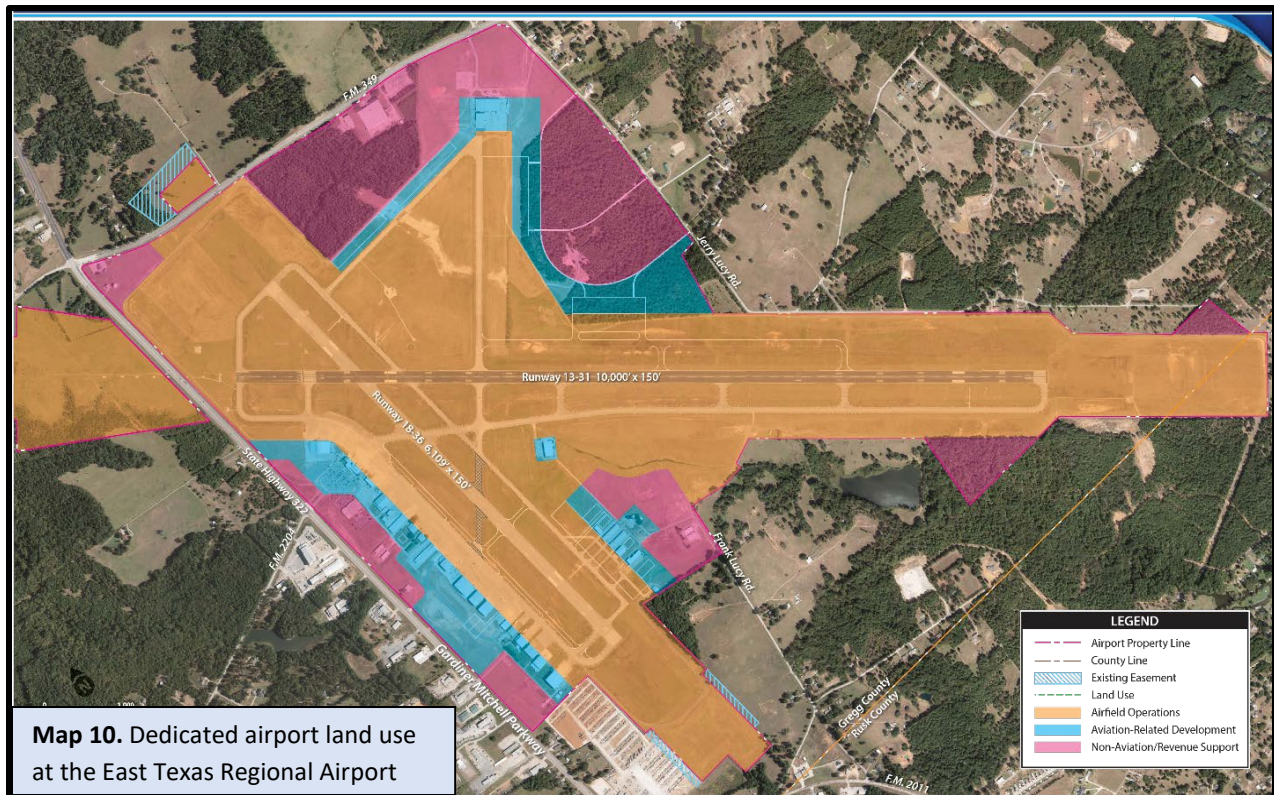 F.M. 349
Jerry Lucy Rd.
Runway 13-31 10,000' x 150'
Runway 18-36 6,109' x 150'
State Highway 322
F.M. 2204
Frank Lucy Rd.
Gardiner Mitchell Parkway
Gregg County
Rusk County
F.M. 2011
LEGEND
Airport Property Line
County Line
Existing Easement
Land Use
Airfield Operations
Aviation-Related Development
Non-Aviation/Revenue Support
Map 10. Dedicated airport land use
at the East Texas Regional Airport